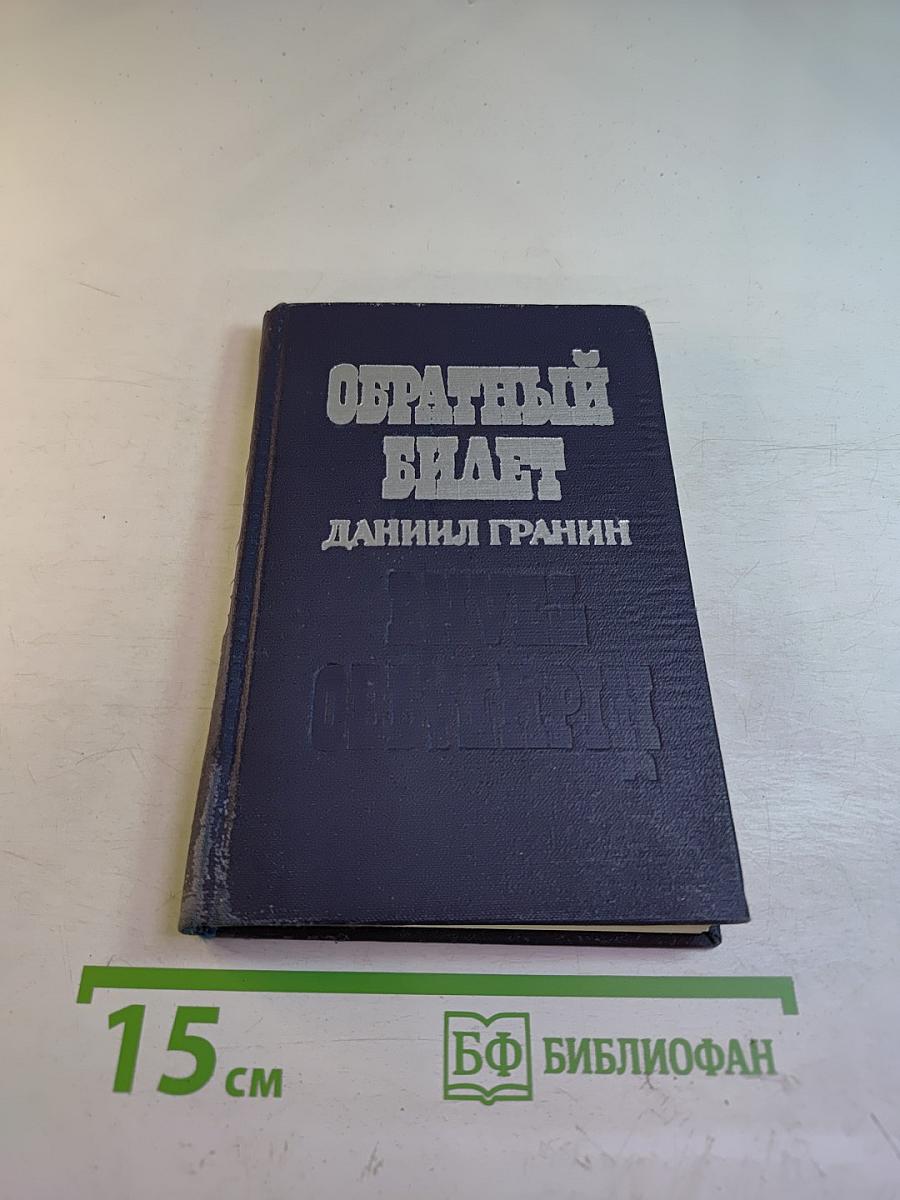 ОБРАТНЫЙ
БИЛЕТ
ДАНИИЛ ГРАНИН
15 см
БФ БИБЛИОФАН